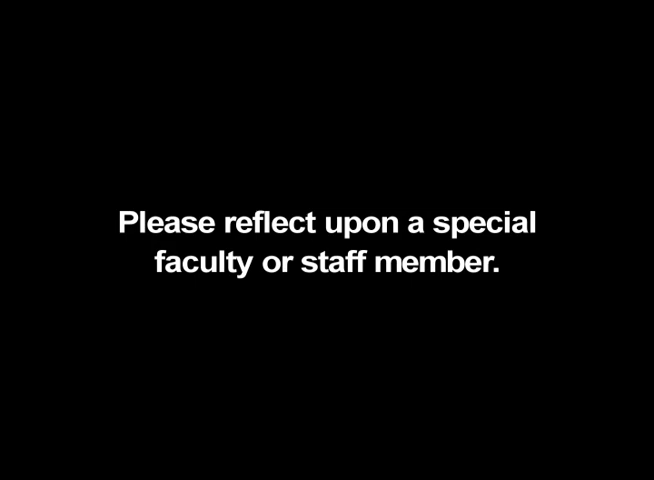 Please reflect upon a special
faculty or staff member.